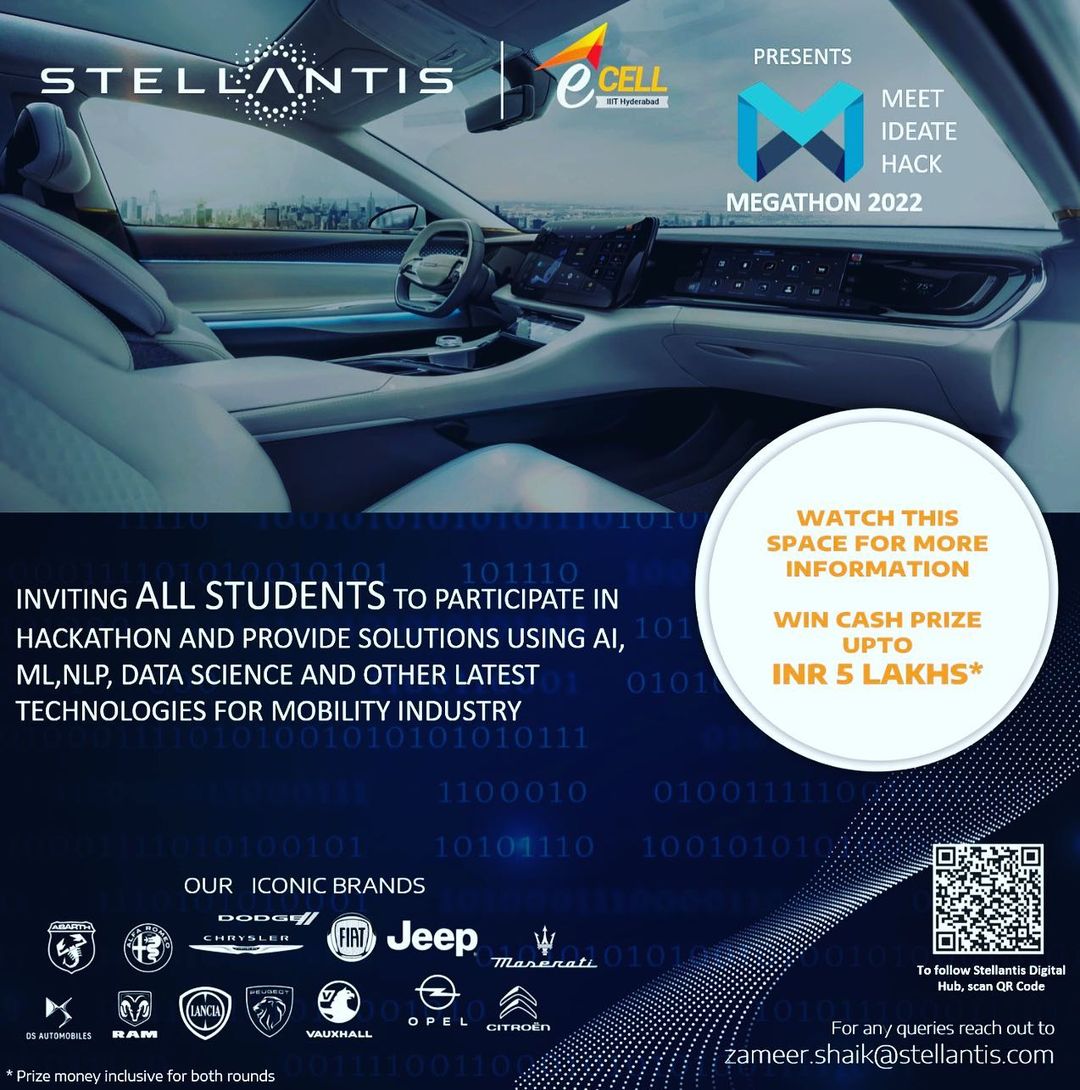 STELLANTIS
e CELL
IIIT Hyderabad
PRESENTS
MEET
IDEATE
HACK
MEGATHON 2022
75°
WATCH THIS
SPACE FOR MORE
INFORMATION
WIN CASH PRIZE
UPTO
INR 5 LAKHS*
INVITING ALL STUDENTS TO PARTICIPATE IN
HACKATHON AND PROVIDE SOLUTIONS USING AI,
ML,NLP, DATA SCIENCE AND OTHER LATEST
TECHNOLOGIES FOR MOBILITY INDUSTRY
OUR ICONIC BRANDS
ABARTH
ALFA ROMEO
DODGE
CHRYSLER
FIAT
Jeep
Maserati
DS AUTOMOBILES
RAM
LANCIA
PEUGEOT
VAUXHALL
OPEL
CITROËN
To follow Stellantis Digital
Hub, scan QR Code
For any queries reach out to
zameer.shaik@stellantis.com
* Prize money inclusive for both rounds